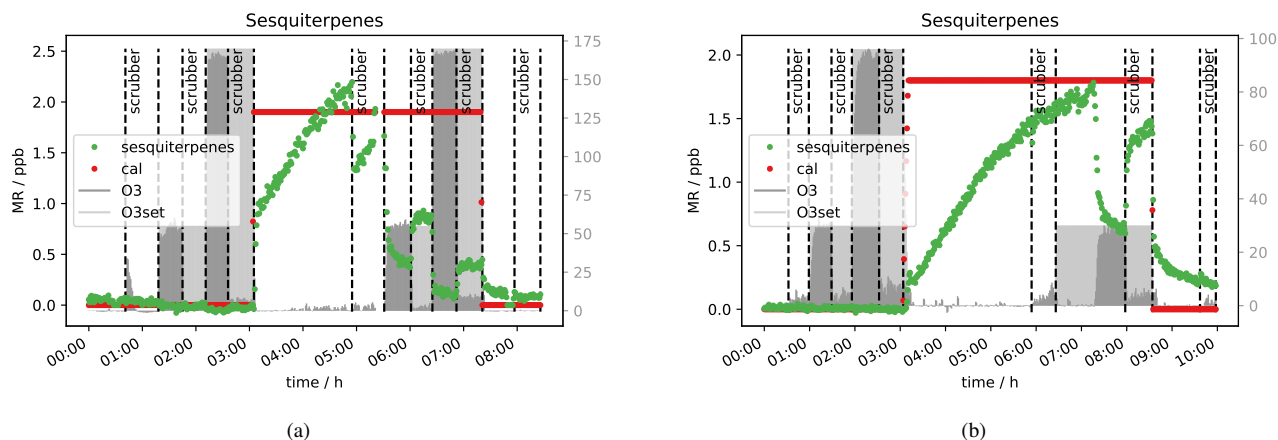 Sesquiterpenes
MR / ppb
0.0
0.5
1.0
1.5
2.0
2.5
0
25
50
75
100
125
150
175
scrubber
scrubber
scrubber
scrubber
scrubber
scrubber
scrubber
sesquiterpenes
cal
O3
O3set
00:00
01:00
02:00
03:00
04:00
05:00
06:00
07:00
08:00
time / h
(a)
Sesquiterpenes
MR / ppb
0.0
0.5
1.0
1.5
2.0
0
20
40
60
80
100
scrubber
scrubber
scrubber
scrubber
scrubber
scrubber
sesquiterpenes
cal
O3
O3set
00:00
01:00
02:00
03:00
04:00
05:00
06:00
07:00
08:00
09:00
10:00
time / h
(b)